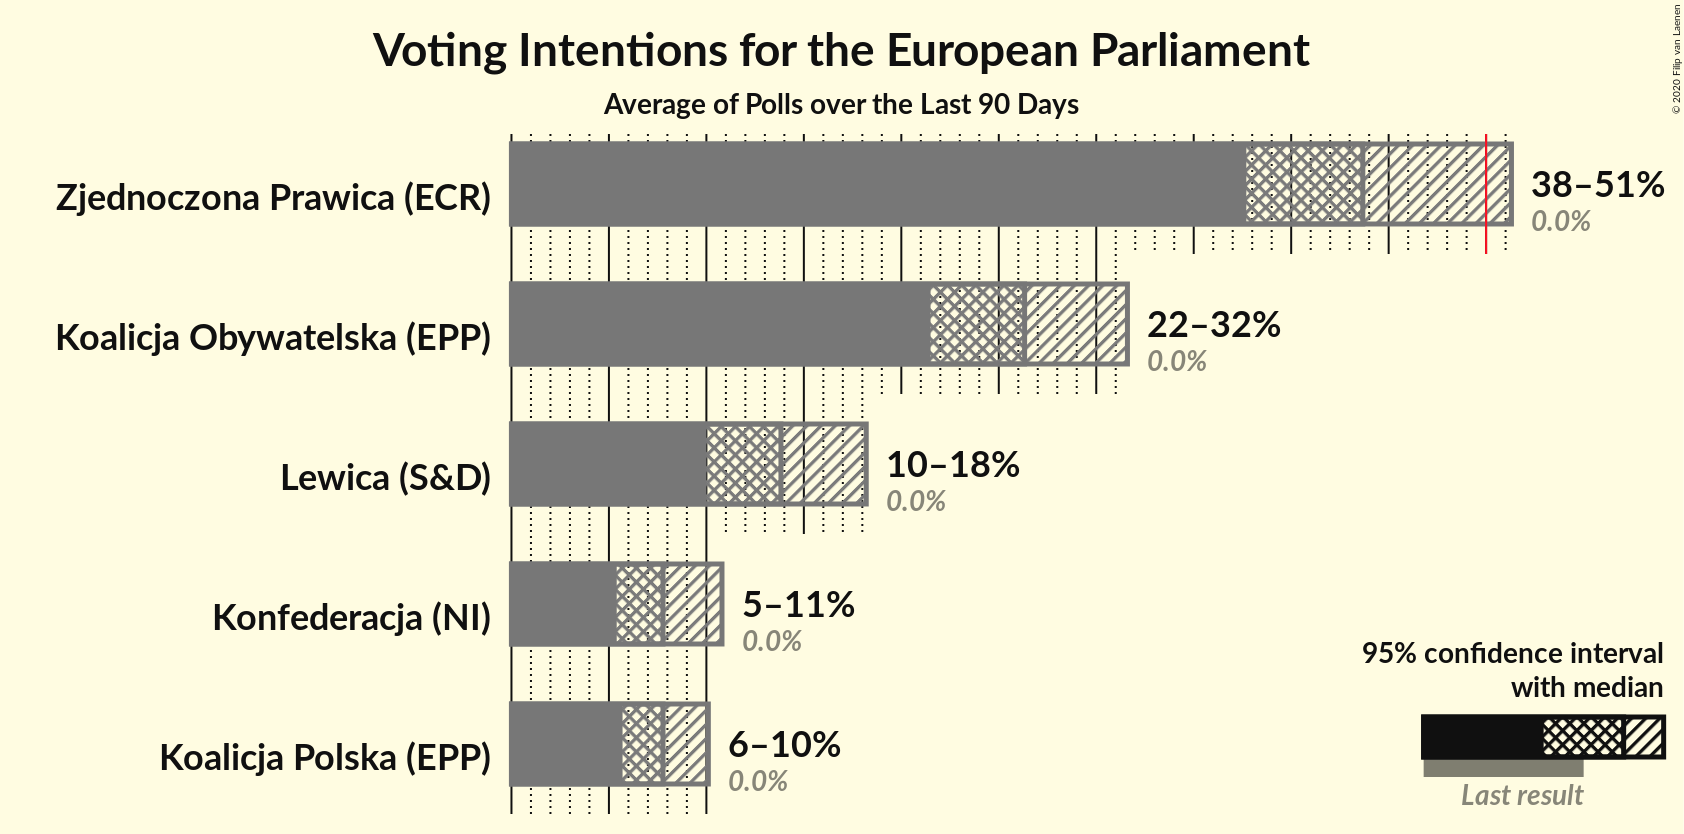 Voting Intentions for the European Parliament
Average of Polls over the Last 90 Days
© 2020 Filip van Laenen
Zjednoczona Prawica (ECR)
38–51%
0.0%
Koalicja Obywatelska (EPP)
22–32%
0.0%
Lewica (S&D)
10–18%
0.0%
Konfederacja (NI)
5–11%
0.0%
Koalicja Polska (EPP)
6–10%
0.0%
95% confidence interval
with median
Last result